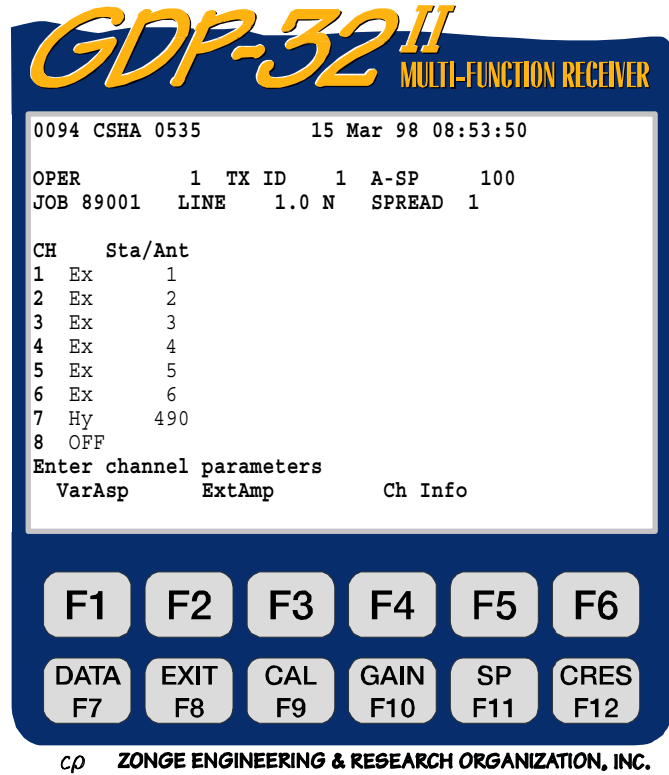 GDP-32 II
MULTI-FUNCTION RECEIVER
0094 CSHA 0535 15 Mar 98 08:53:50
OPER 1 TX ID 1 A-SP 100
JOB 89001 LINE 1.0 N SPREAD 1
CH Sta/Ant
1 Ex 1
2 Ex 2
3 Ex 3
4 Ex 4
5 Ex 5
6 Ex 6
7 Hy 490
8 OFF
Enter channel parameters
VarAsp ExtAmp Ch Info
F1 F2 F3 F4 F5 F6
DATA EXIT CAL GAIN SP CRES
F7 F8 F9 F10 F11 F12
cρ ZONGE ENGINEERING & RESEARCH ORGANIZATION, INC.